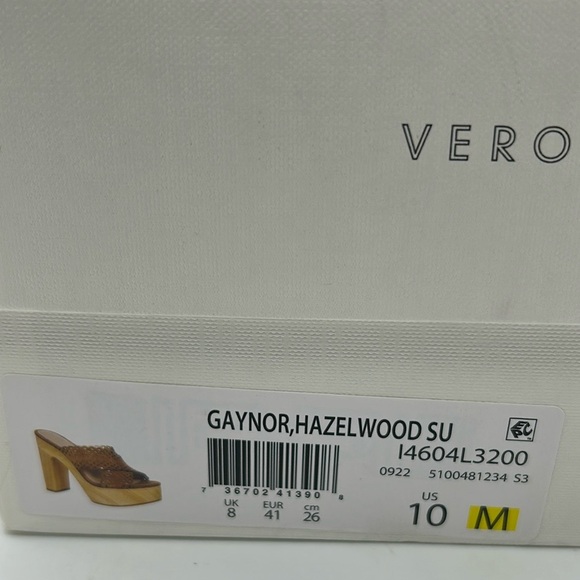 VERO
GAYNOR,HAZELWOOD SU
I4604L3200
0922 5100481234 S3
7 36702 41390 8
UK EUR cm US
8 41 26 10 M